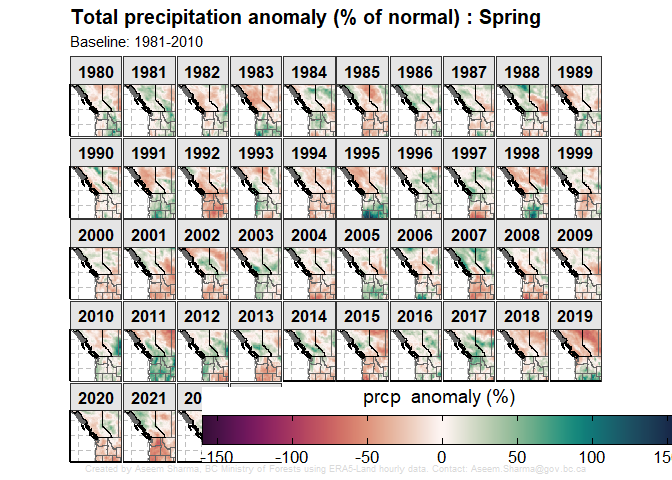 Total precipitation anomaly (% of normal) : Spring
Baseline: 1981-2010
1980 1981 1982 1983 1984 1985 1986 1987 1988 1989
1990 1991 1992 1993 1994 1995 1996 1997 1998 1999
2000 2001 2002 2003 2004 2005 2006 2007 2008 2009
2010 2011 2012 2013 2014 2015 2016 2017 2018 2019
2020 2021 20
prcp anomaly (%)
-150 -100 -50 0 50 100 150
Created by Aseem Sharma, BC Ministry of Forests using ERA5-Land hourly data. Contact: Aseem.Sharma@gov.bc.ca